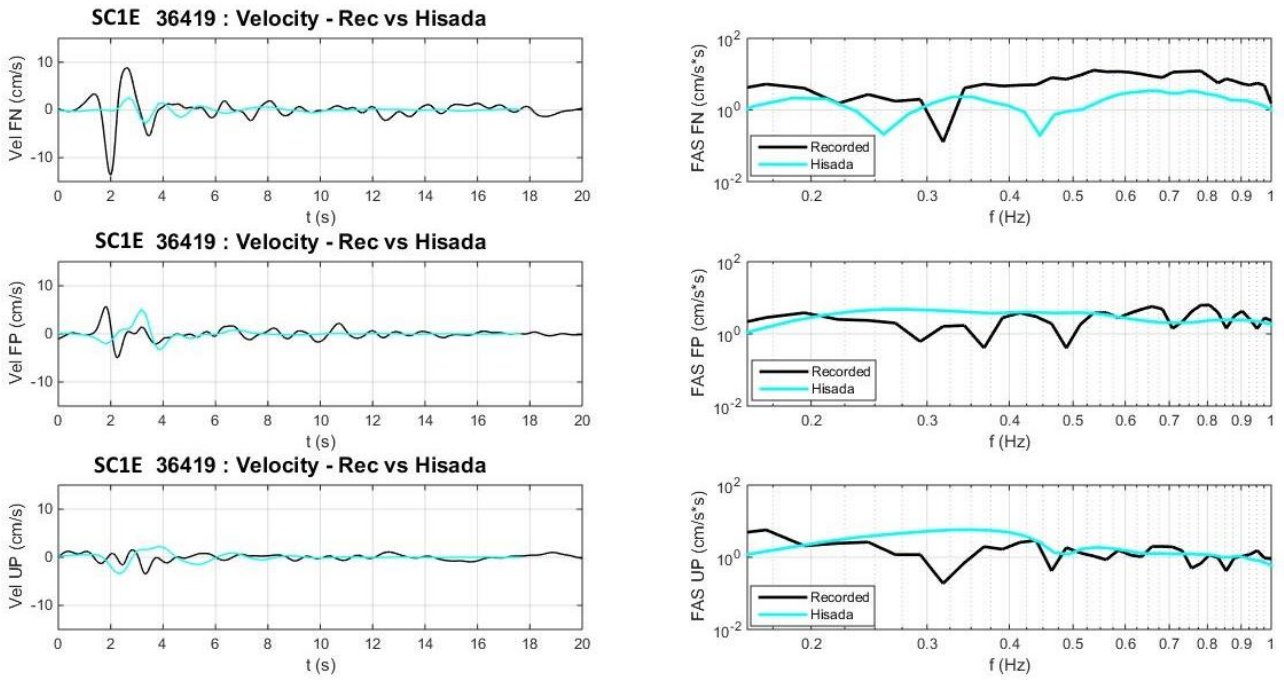 SC1E 36419 : Velocity - Rec vs Hisada
Vel FN (cm/s)
10
0
-10
0 2 4 6 8 10 12 14 16 18 20
t (s)
FAS FN (cm/s*s)
10^2
10^0
10^-2
Recorded
Hisada
0.2 0.3 0.4 0.5 0.6 0.7 0.8 0.9 1
f (Hz)
SC1E 36419 : Velocity - Rec vs Hisada
Vel FP (cm/s)
10
0
-10
0 2 4 6 8 10 12 14 16 18 20
t (s)
FAS FP (cm/s*s)
10^2
10^0
10^-2
Recorded
Hisada
0.2 0.3 0.4 0.5 0.6 0.7 0.8 0.9 1
f (Hz)
SC1E 36419 : Velocity - Rec vs Hisada
Vel UP (cm/s)
10
0
-10
0 2 4 6 8 10 12 14 16 18 20
t (s)
FAS UP (cm/s*s)
10^2
10^0
10^-2
Recorded
Hisada
0.2 0.3 0.4 0.5 0.6 0.7 0.8 0.9 1
f (Hz)